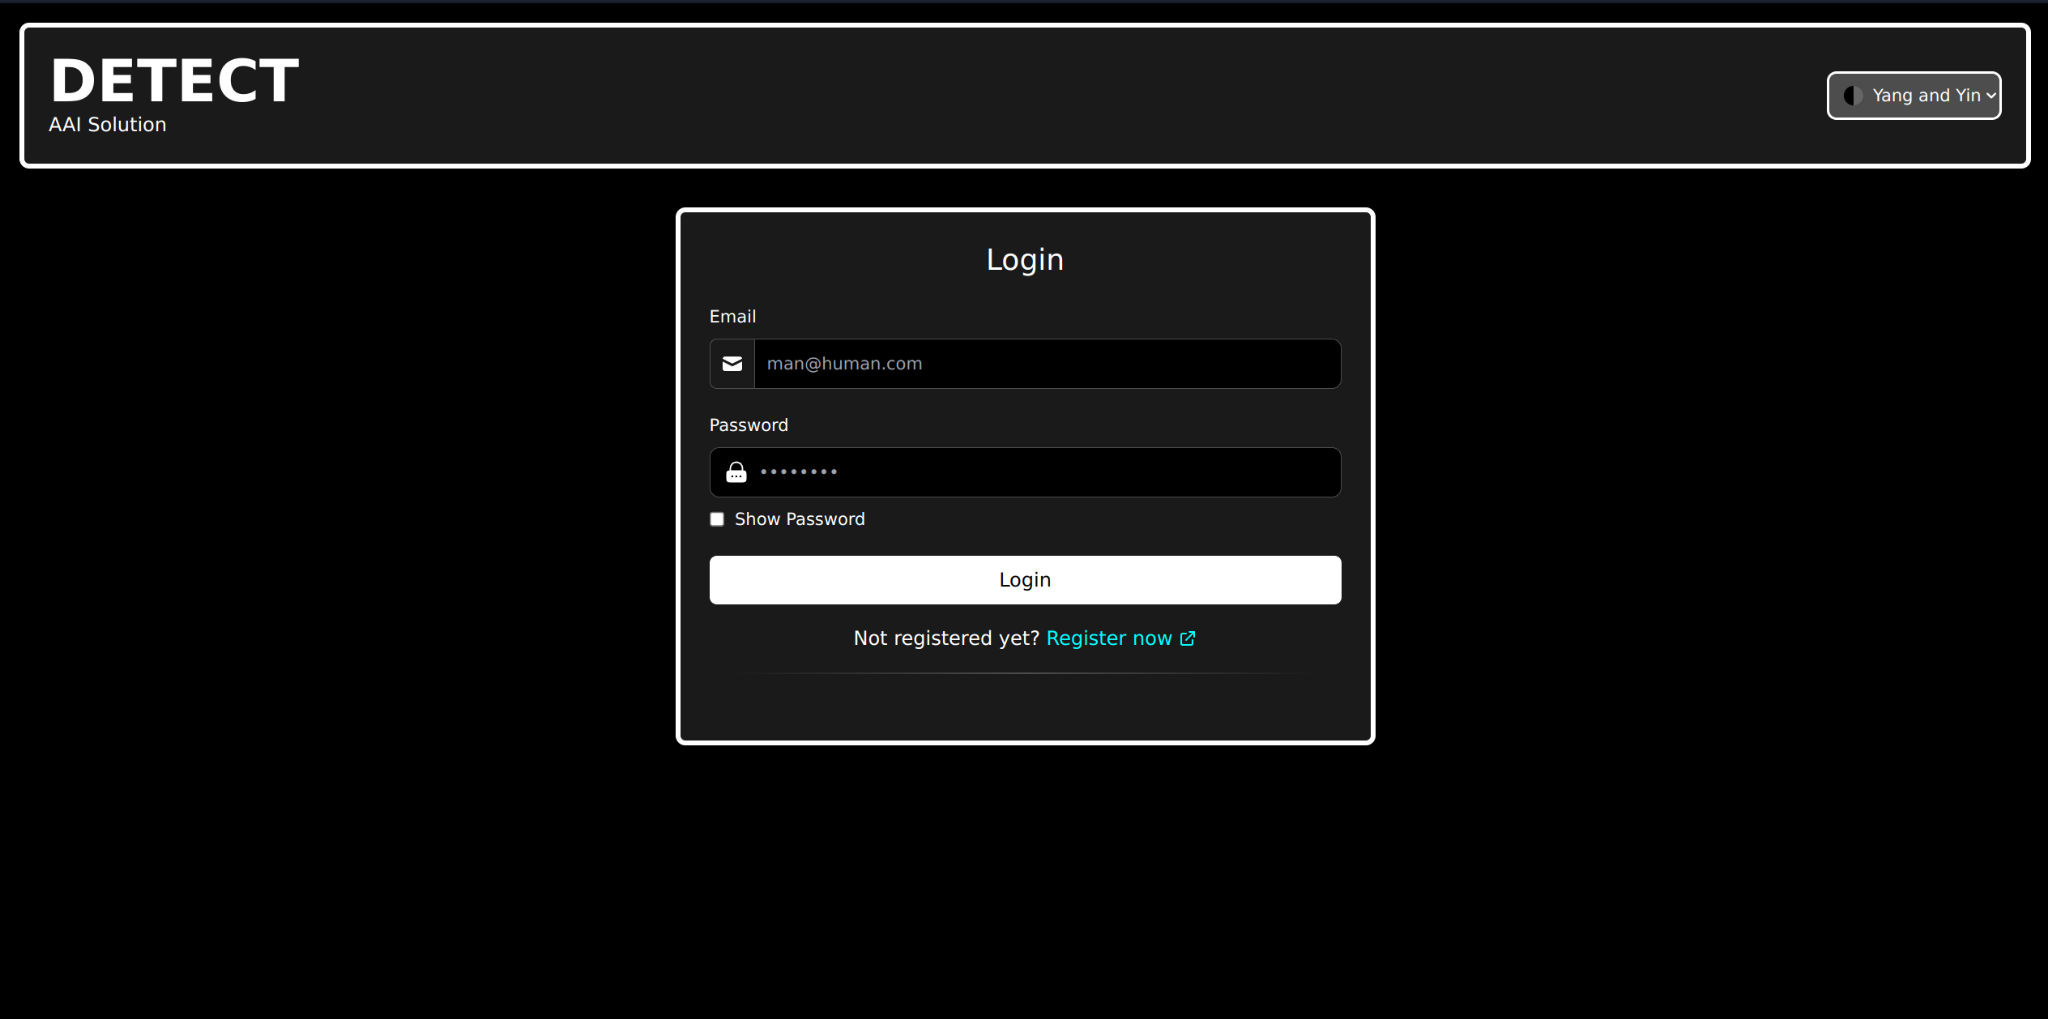 DETECT
AAI Solution
Yang and Yin
Login
Email
man@human.com
Password
••••••••
Show Password
Login
Not registered yet? Register now